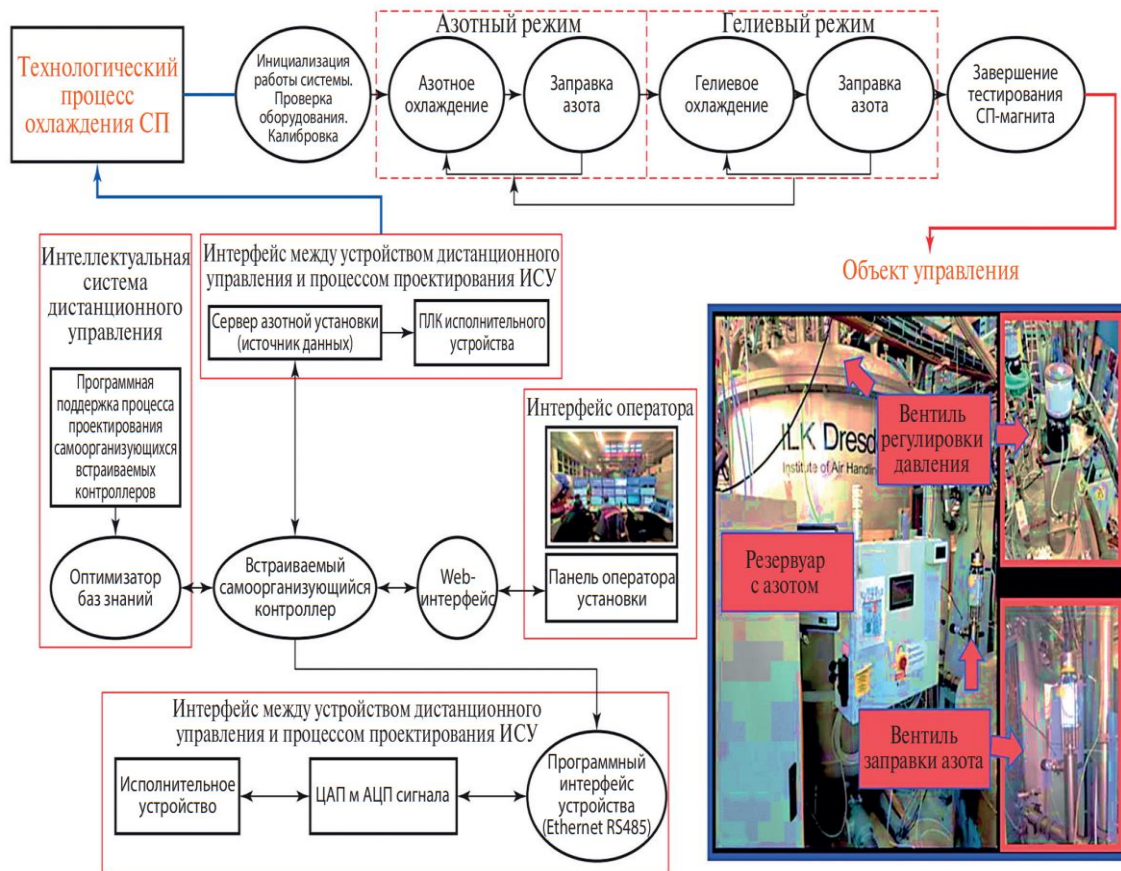 Технологический
процесс
охлаждения СП
Инициализация
работы системы.
Проверка
оборудования.
Калибровка
Азотный режим
Азотное
охлаждение
Заправка
азота
Гелиевый режим
Гелиевое
охлаждение
Заправка
азота
Завершение
тестирования
СП-магнита
Интеллектуальная
система
дистанционного
управления
Программная
поддержка процесса
проектирования
самоорганизующихся
встраиваемых
контроллеров
Оптимизатор
баз знаний
Интерфейс между устройством дистанционного
управления и процессом проектирования ИСУ
Сервер азотной установки
(источник данных)
ПЛК исполнительного
устройства
Встраиваемый
самоорганизующийся
контроллер
Web-
интерфейс
Интерфейс оператора
Панель оператора
установки
Интерфейс между устройством дистанционного
управления и процессом проектирования ИСУ
Исполнительное
устройство
ЦАП м АЦП сигнала
Программный
интерфейс
устройства
(Ethernet RS485)
Объект управления
ILK Dresd
Institute of Air Handlin
Вентиль
регулировки
давления
Резервуар
с азотом
Вентиль
заправки азота